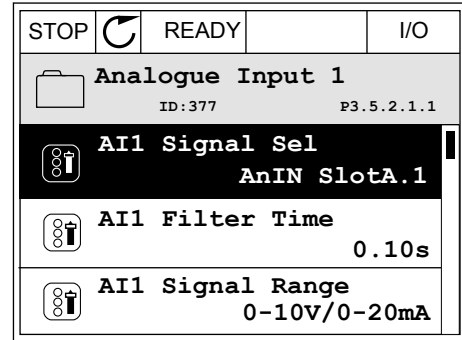 STOP READY I/O
Analogue Input 1
ID:377 P3.5.2.1.1
AI1 Signal Sel
AnIN SlotA.1
AI1 Filter Time
0.10s
AI1 Signal Range
0-10V/0-20mA